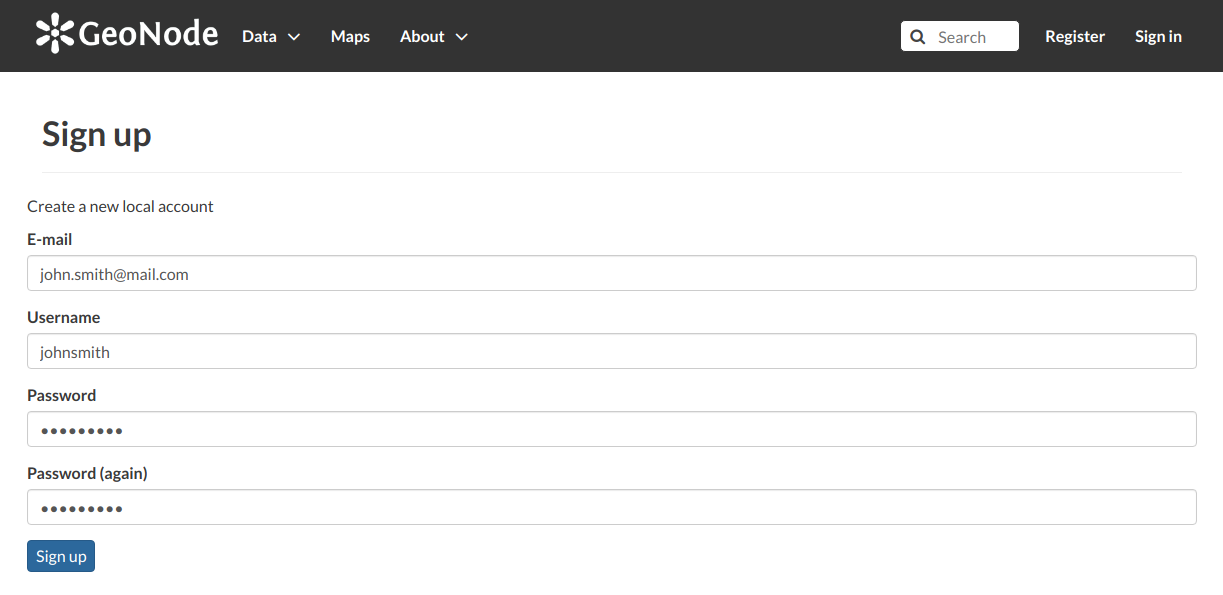 GeoNode Data Maps About Search Register Sign in
Sign up
Create a new local account
E-mail
john.smith@mail.com
Username
johnsmith
Password
•••••••••
Password (again)
•••••••••
Sign up